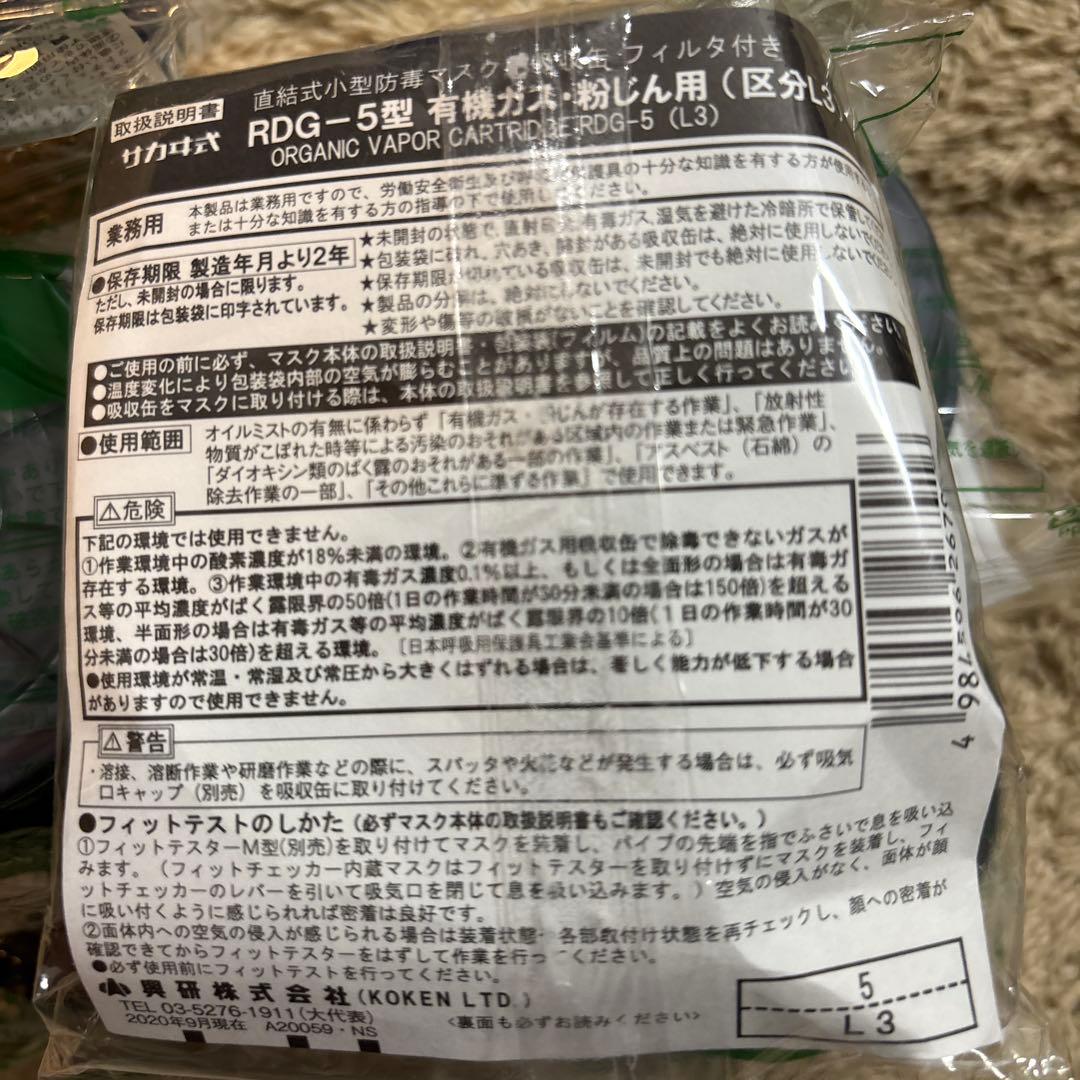 取扱説明書
直結式小型防毒マスク 吸収缶 フィルタ付き
サカヰ式
RDG-5型 有機ガス・粉じん用(区分L3)
ORGANIC VAPOR CARTRIDGE:RDG-5 (L3)
業務用
本製品は業務用ですので、労働安全衛生及び呼吸用保護具の十分な知識を有する方が使用
または十分な知識を有する方の指導の下で使用してください。
●保存期限 製造年月より2年
ただし、未開封の場合に限ります。
保存期限は包装袋に印字されています。
★未開封の状態で、直射日光、有毒ガス、湿気を避けた冷暗所で保管して
★包装袋に破れ、穴あき、開封がある吸収缶は、絶対に使用しないで
★保存期限が切れている吸収缶は、未開封でも絶対に使用しないでください。
★製品の分解は、絶対にしないでください。
★変形や傷等の破損がないことを確認してください。
●ご使用の前に必ず、マスク本体の取扱説明書・包装袋(フィルム)の記載をよくお読みください。
●温度変化により包装袋内部の空気が膨らむことがありますが、品質上の問題はありません。
●吸収缶をマスクに取り付ける際は、本体の取扱説明書を参照して正しく行ってください。
●使用範囲
オイルミストの有無に係わらず「有機ガス・粉じんが存在する作業」、「放射性
物質がこぼれた時等による汚染のおそれがある区域内の作業または緊急作業」、
「ダイオキシン類のばく露のおそれがある一部の作業」、「アスベスト(石綿)の
除去作業の一部」、「その他これらに準ずる作業」で使用できます。
⚠危険
下記の環境では使用できません。
①作業環境中の酸素濃度が18%未満の環境。②有機ガス用吸収缶で除毒できないガスが
存在する環境。③作業環境中の有毒ガス濃度0.1%以上、もしくは全面形の場合は有毒ガ
ス等の平均濃度がばく露限界の50倍(1日の作業時間が30分未満の場合は150倍)を超える
環境、半面形の場合は有毒ガス等の平均濃度がばく露限界の10倍(1日の作業時間が30
分未満の場合は30倍)を超える環境。[日本呼吸用保護具工業会基準による]
●使用環境が常温・常湿及び常圧から大きくはずれる場合は、著しく能力が低下する場合
がありますので使用できません。
⚠警告
・溶接、溶断作業や研磨作業などの際に、スパッタや火花などが発生する場合は、必ず吸気
口キャップ(別売)を吸収缶に取り付けてください。
●フィットテストのしかた(必ずマスク本体の取扱説明書もご確認ください。)
①フィットテスターM型(別売)を取り付けてマスクを装着し、パイプの先端を指でふさいで息を吸い込
みます。(フィットチェッカー内蔵マスクはフィットテスターを取り付けずにマスクを装着し、フィ
ットチェッカーのレバーを引いて吸気口を閉じて息を吸い込みます。)空気の侵入がなく、面体が顔
に吸い付くように感じられれば密着は良好です。
②面体内への空気の侵入が感じられる場合は装着状態 各部取付け状態を再チェックし、顔への密着が
確認できてからフィットテスターをはずして作業を行ってください。
●必ず使用前にフィットテストを行ってください。
興研株式会社(KOKEN LTD.)
TEL 03-5276-1911(大代表)
2020年9月現在 A20059・NS
<裏面も必ずお読みください>
5
L3